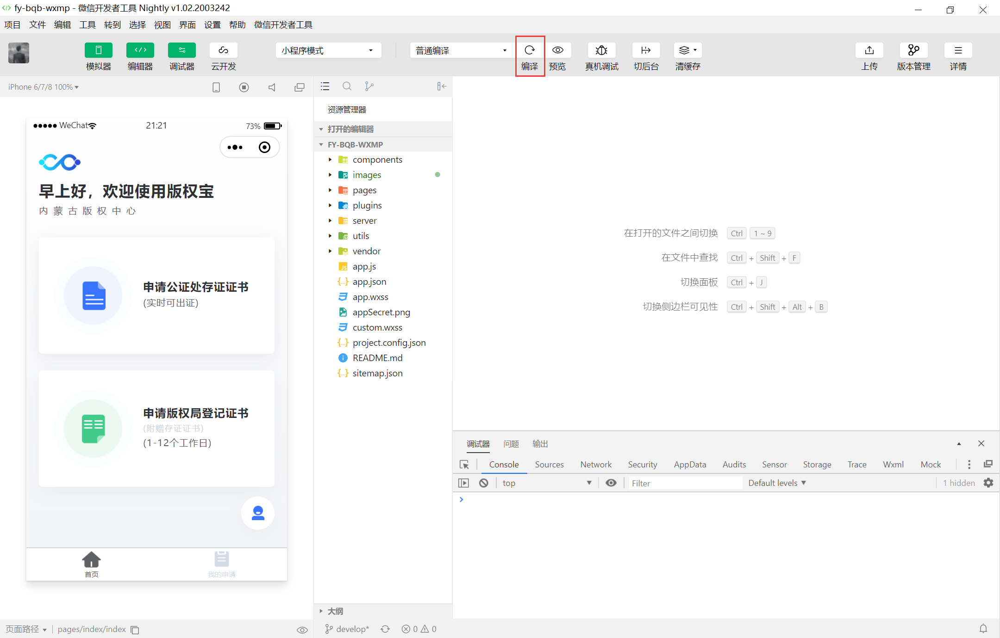 fy-bqb-wxmp - 微信开发者工具 Nightly v1.02.2003242
项目 文件 编辑 工具 转到 选择 视图 界面 设置 帮助 微信开发者工具
模拟器 编辑器 调试器 云开发
小程序模式
普通编译
编译 预览 真机调试 切后台 清缓存
上传 版本管理 详情
iPhone 6/7/8 100%
WeChat 21:21 73%
早上好，欢迎使用版权宝
内蒙古版权中心
申请公证处存证证书
(实时可出证)
申请版权局登记证书
(附赠存证证书)
(1-12个工作日)
首页 我的申请
页面路径 pages/index/index
资源管理器
打开的编辑器
FY-BQB-WXMP
components
images
pages
plugins
server
utils
vendor
JS app.js
{..} app.json
app.wxss
appSecret.png
custom.wxss
{..} project.config.json
README.md
{..} sitemap.json
大纲
develop* 0 0
在打开的文件之间切换 Ctrl 1 ~ 9
在文件中查找 Ctrl + Shift + F
切换面板 Ctrl + J
切换侧边栏可见性 Ctrl + Shift + Alt + B
调试器 问题 输出
Console Sources Network Security AppData Audits Sensor Storage Trace Wxml Mock
top Filter Default levels 1 hidden